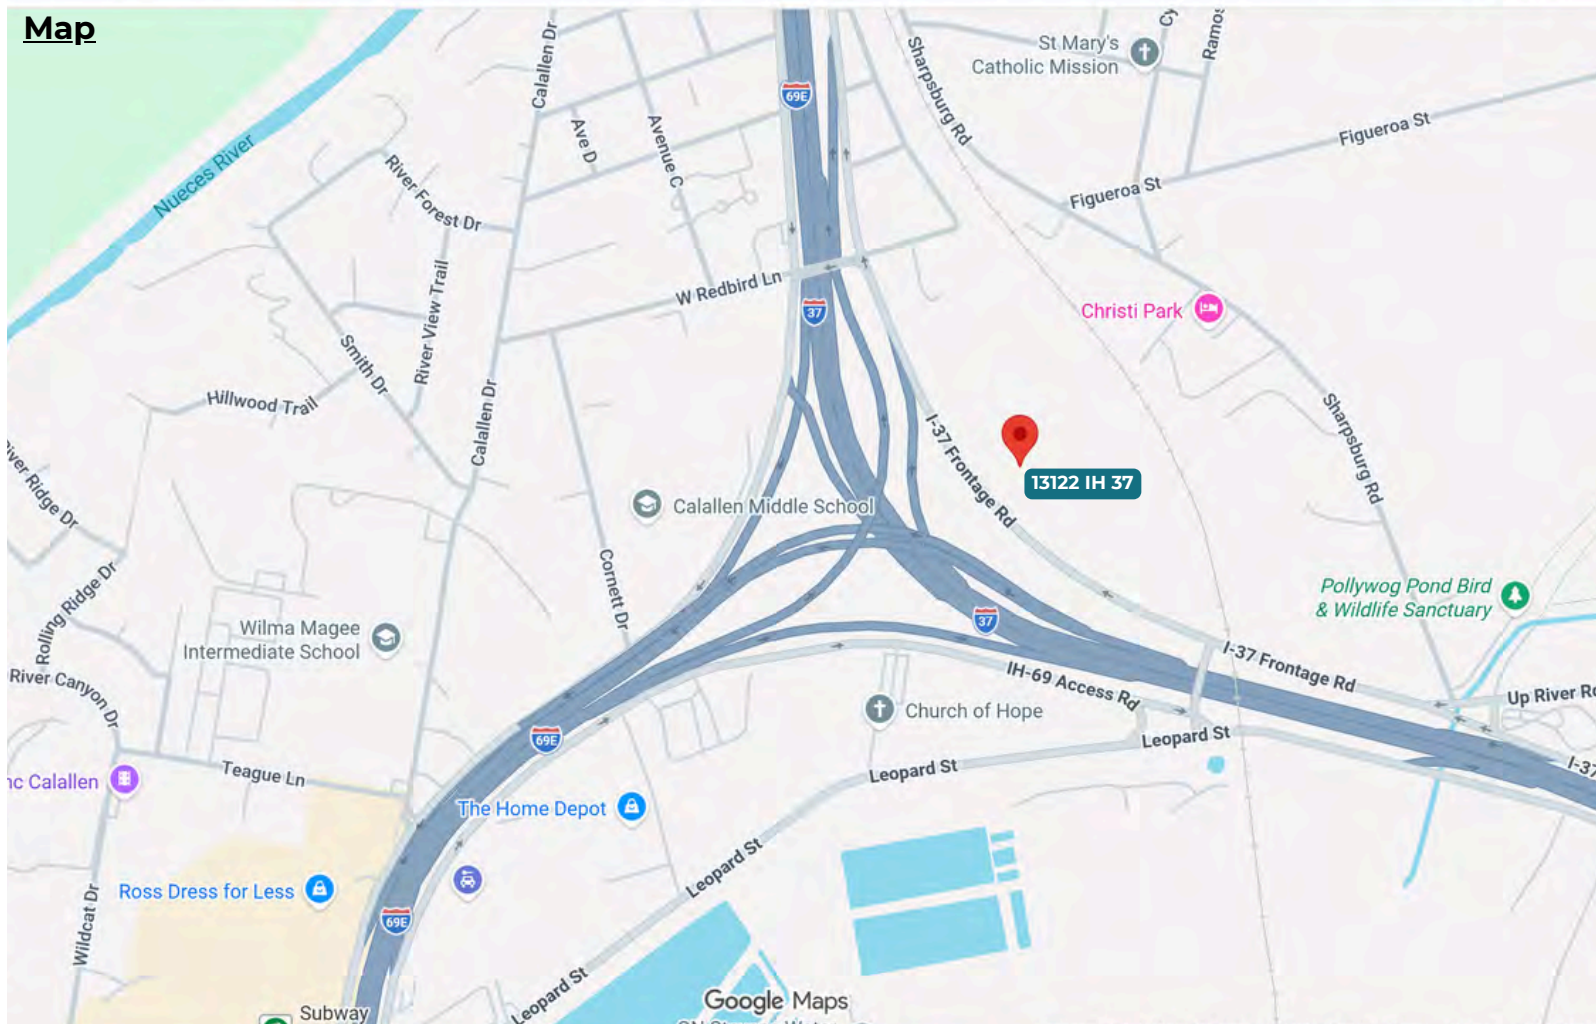 Map
69E
Calallen Dr
Sharpsburg Rd
St Mary's
Catholic Mission
Cy
Ramos
Figueroa St
Figueroa St
Ave D
Avenue C
Nueces River
River Forest Dr
River View Trail
W Redbird Ln
37
Christi Park
Smith Dr
Hillwood Trail
Calallen Dr
I-37 Frontage Rd
13122 IH 37
Sharpsburg Rd
River Ridge Dr
Calallen Middle School
Cornett Dr
Rolling Ridge Dr
Wilma Magee
Intermediate School
37
Pollywog Pond Bird
& Wildlife Sanctuary
I-37 Frontage Rd
IH-69 Access Rd
River Canyon Dr
Church of Hope
Up River Rd
69E
Leopard St
Teague Ln
nc Calallen
Leopard St
I-37
The Home Depot
Leopard St
Ross Dress for Less
69E
Wildcat Dr
Leopard St
Subway
Google Maps